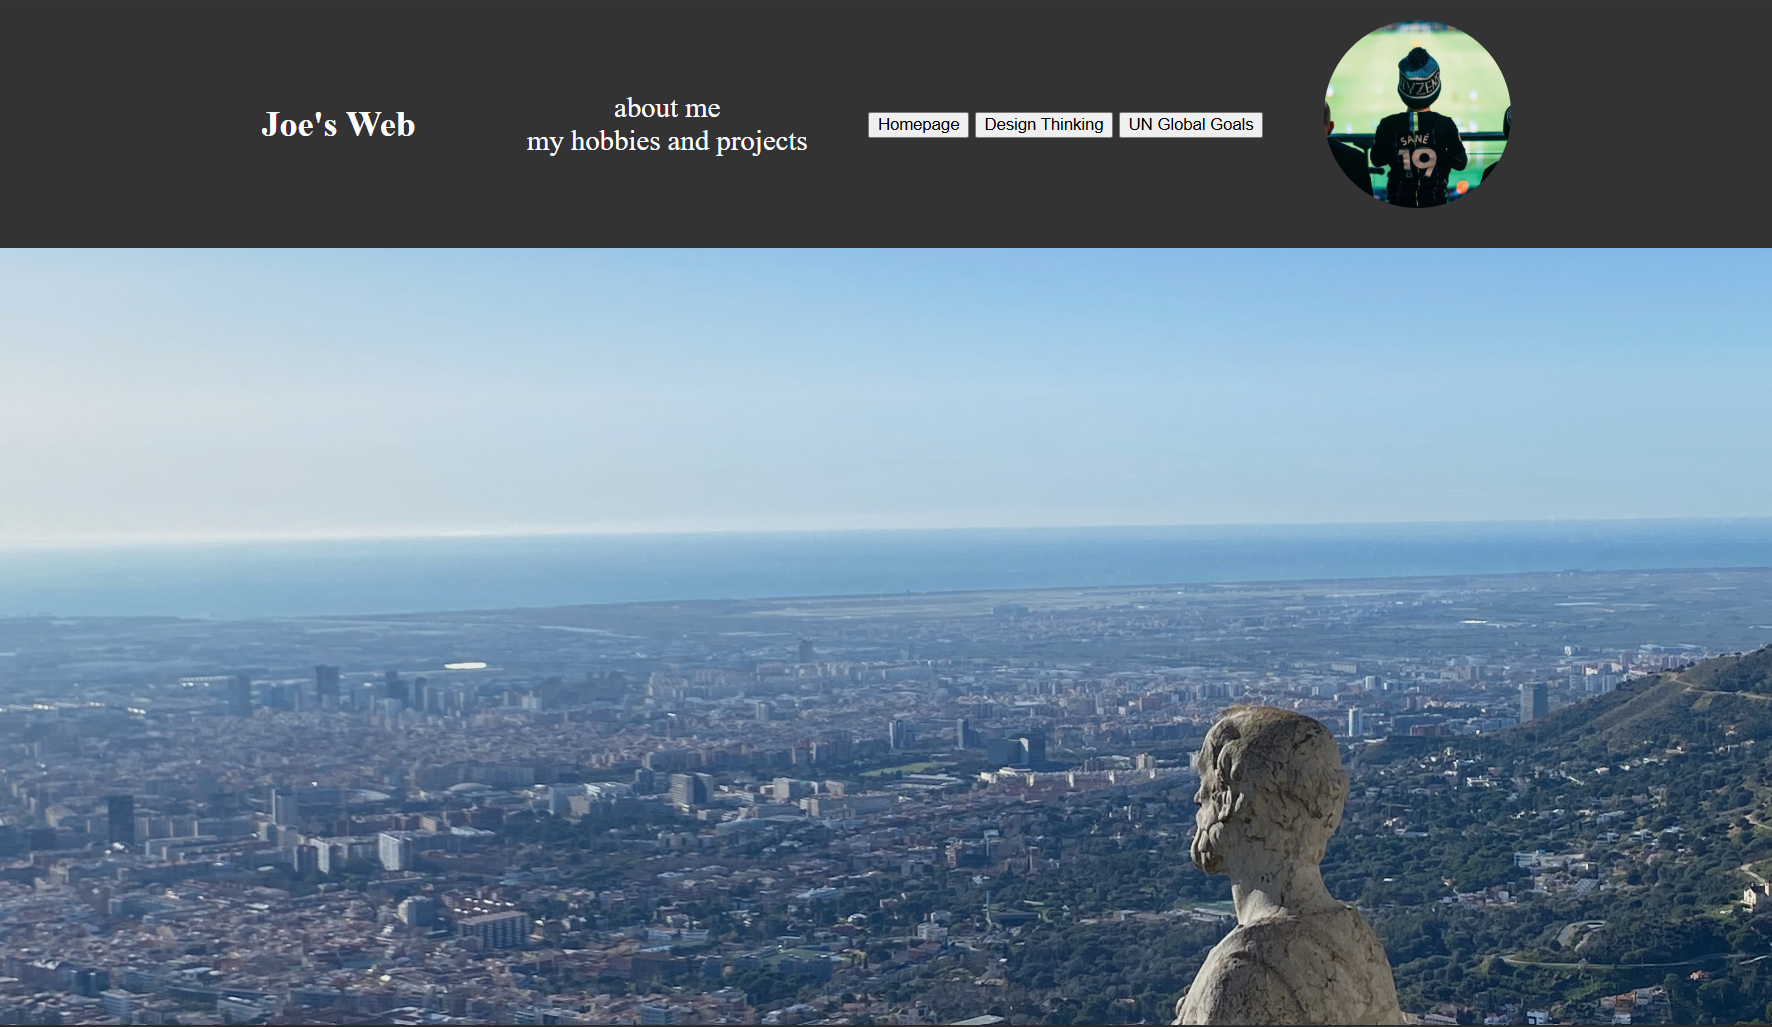 Joe's Web
about me
my hobbies and projects
Homepage
Design Thinking
UN Global Goals
SANÉ
19